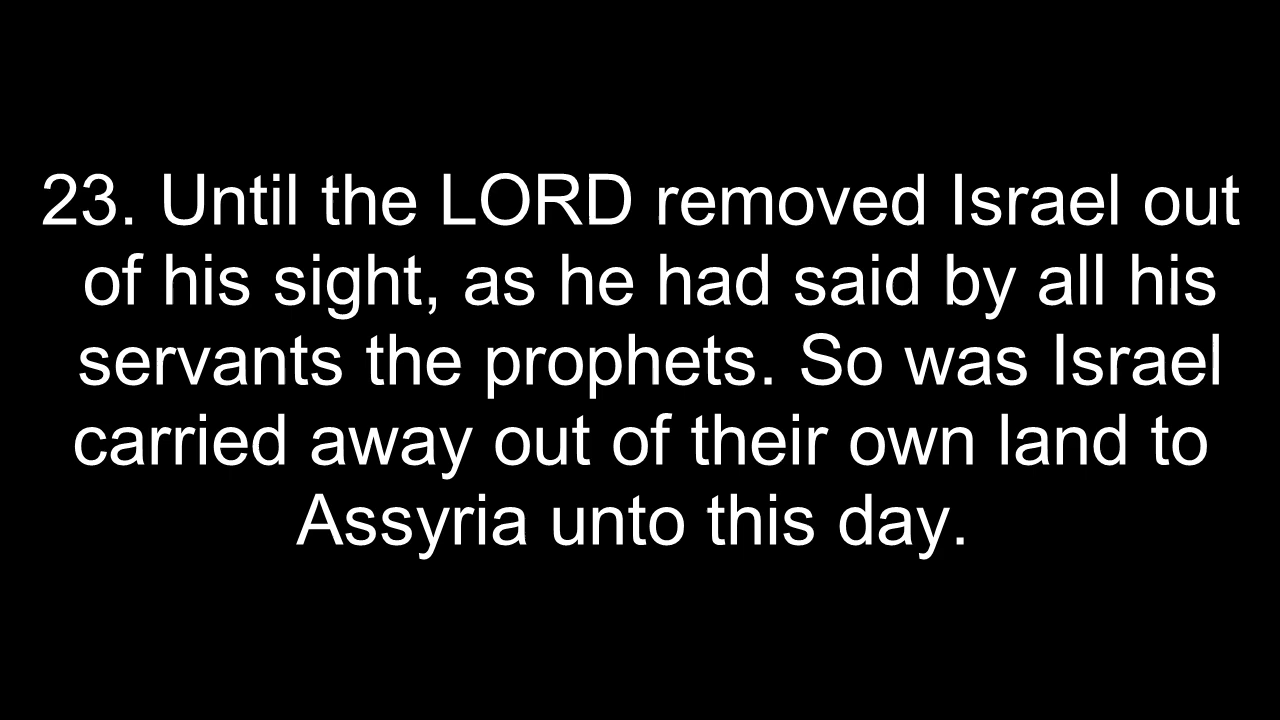 23. Until the LORD removed Israel out
of his sight, as he had said by all his
servants the prophets. So was Israel
carried away out of their own land to
Assyria unto this day.